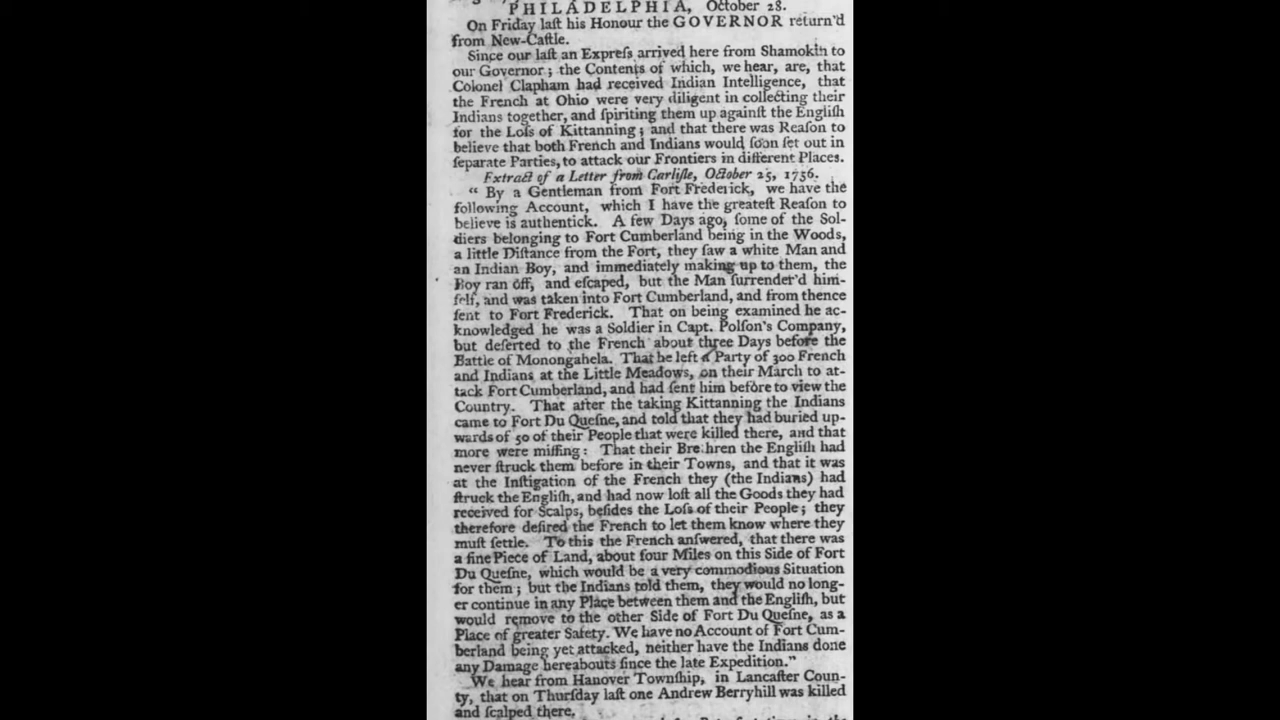 PHILADELPHIA, October 28.
On Friday laſt his Honour the GOVERNOR return'd
from New-Caſtle.
Since our laſt an Expreſs arrived here from Shamokin to
our Governor; the Contents of which, we hear, are, that
Colonel Clapham had received Indian Intelligence, that
the French at Ohio were very diligent in collecting their
Indians together, and ſpiriting them up againſt the Engliſh
for the Loſs of Kittanning; and that there was Reaſon to
believe that both French and Indians would ſoon ſet out in
ſeparate Parties, to attack our Frontiers in different Places.
Extract of a Letter from Carliſle, October 25, 1756.
“ By a Gentleman from Fort Frederick, we have the
following Account, which I have the greateſt Reaſon to
believe is authentick. A few Days ago, ſome of the Sol-
diers belonging to Fort Cumberland being in the Woods,
a little Diſtance from the Fort, they ſaw a white Man and
an Indian Boy, and immediately making up to them, the
Boy ran off, and eſcaped, but the Man ſurrender'd him-
ſelf, and was taken into Fort Cumberland, and from thence
ſent to Fort Frederick. That on being examined he ac-
knowledged he was a Soldier in Capt. Polſon's Company,
but deſerted to the French about three Days before the
Battle of Monongahela. That he left a Party of 300 French
and Indians at the Little Meadows, on their March to at-
tack Fort Cumberland, and had ſent him before to view the
Country. That after the taking Kittanning the Indians
came to Fort Du Queſne, and told that they had buried up-
wards of 50 of their People that were killed there, and that
more were miſſing: That their Brethren the Engliſh had
never ſtruck them before in their Towns, and that it was
at the Inſtigation of the French they (the Indians) had
ſtruck the Engliſh, and had now loſt all the Goods they had
received for Scalps, beſides the Loſs of their People; they
therefore deſired the French to let them know where they
muſt ſettle. To this the French anſwered, that there was
a fine Piece of Land, about four Miles on this Side of Fort
Du Queſne, which would be a very commodious Situation
for them; but the Indians told them, they would no long-
er continue in any Place between them and the Engliſh, but
would remove to the other Side of Fort Du Queſne, as a
Place of greater Safety. We have no Account of Fort Cum-
berland being yet attacked, neither have the Indians done
any Damage hereabouts ſince the late Expedition.”
We hear from Hanover Townſhip, in Lancaſter Coun-
ty, that on Thurſday laſt one Andrew Berryhill was killed
and ſcalped there.